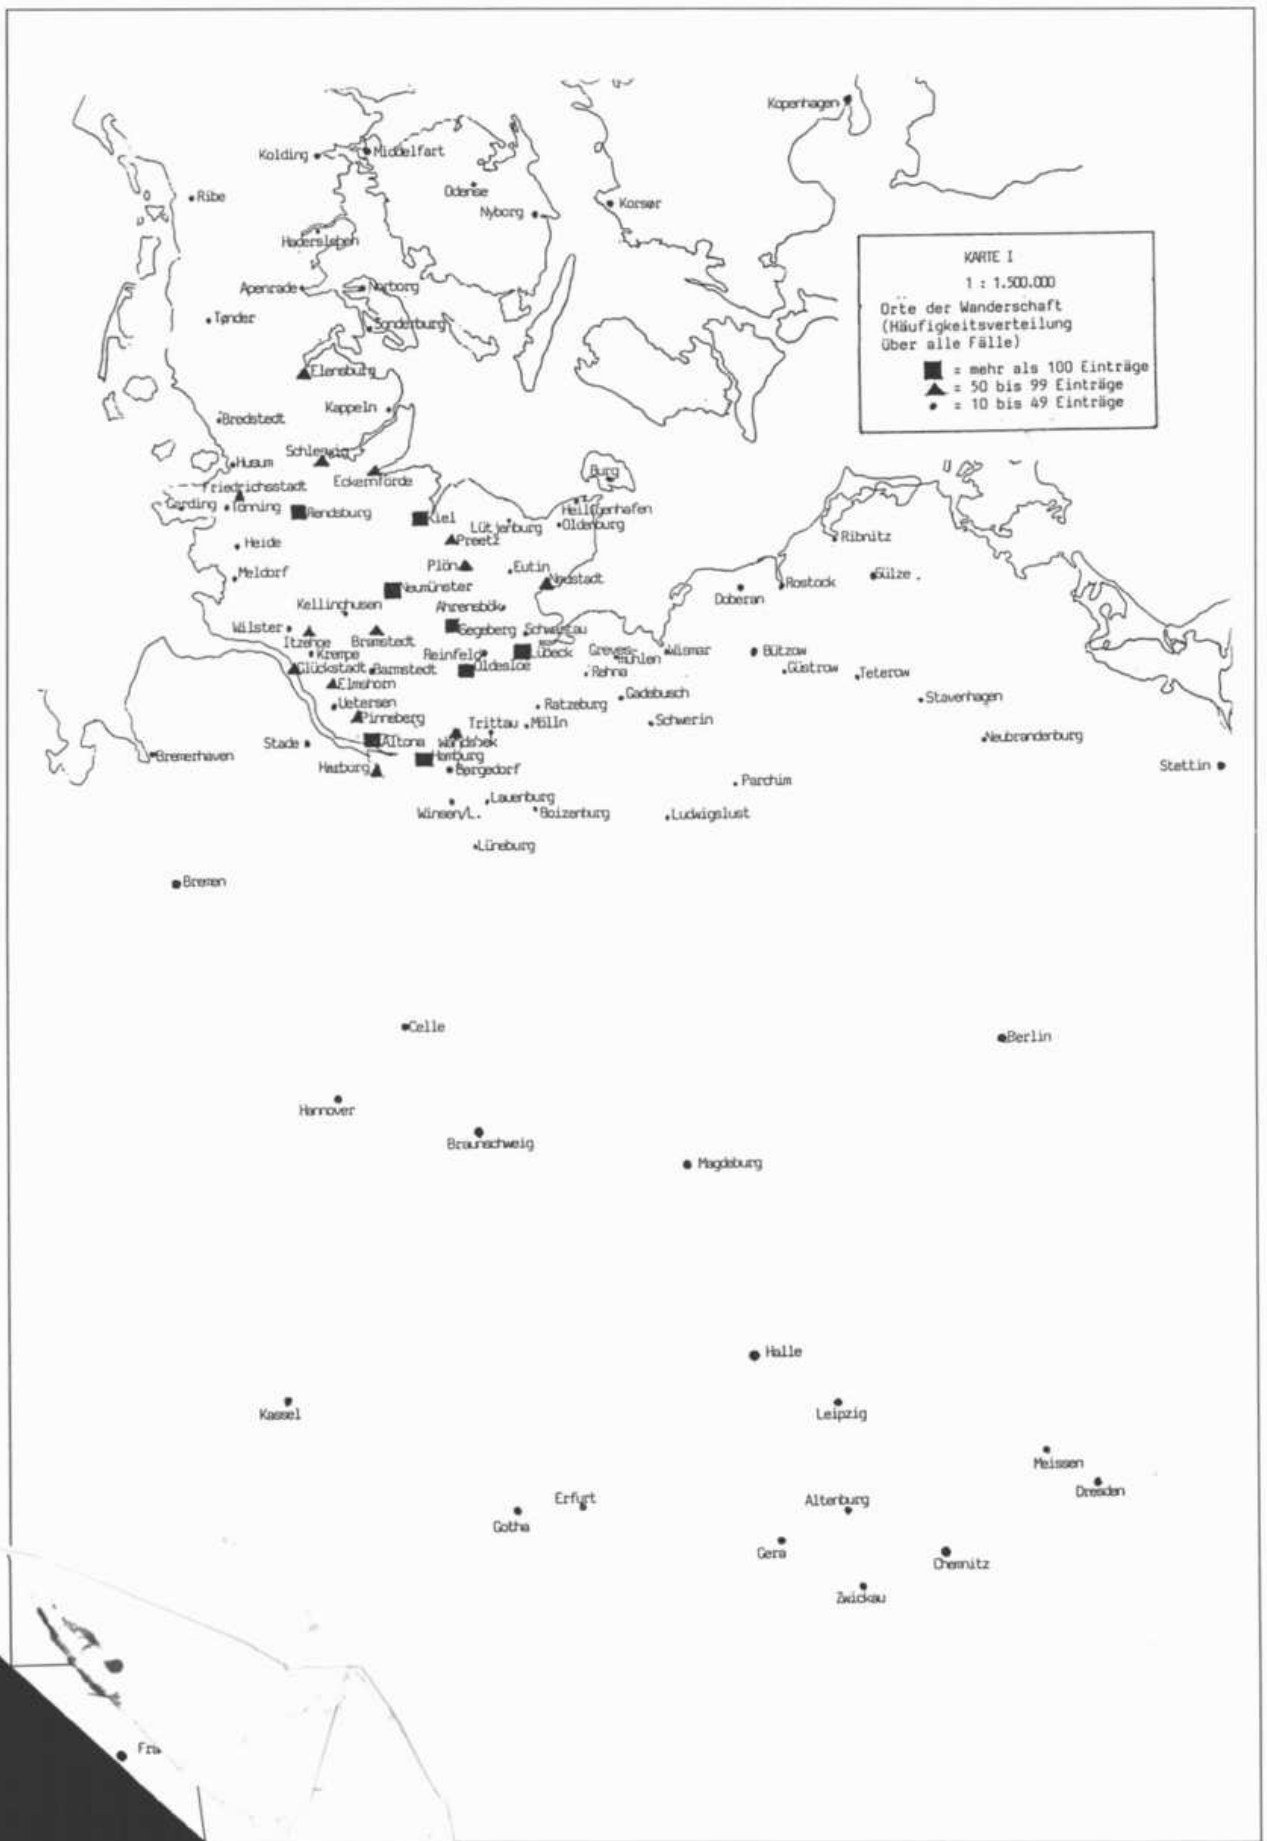 Kopenhagen
Kolding
Middelfart
Ribe
Odense
Nyborg
Korsør
Hadersleben
Apenrade
Norborg
Tønder
Sonderburg
KARTE I
1 : 1.500.000
Orte der Wanderschaft
(Häufigkeitsverteilung
über alle Fälle)
= mehr als 100 Einträge
= 50 bis 99 Einträge
= 10 bis 49 Einträge
Flensburg
Kappeln
Bredstedt
Schleswig
Husum
Eckernförde
Burg
Friedrichsstadt
Garding
Tönning
Rendsburg
Kiel
Lütjenburg
Heiligenhafen
Oldenburg
Preetz
Heide
Ribnitz
Plön
Eutin
Meldorf
Neustadt
Sülze
Neumünster
Rostock
Doberan
Kellinghusen
Ahrensbök
Wilster
Itzehoe
Bramstedt
Segeberg
Schwartau
Krempe
Reinfeld
Lübeck
Greves-
mühlen
Wismar
Bützow
Glückstadt
Barmstedt
Oldesloe
Rehna
Güstrow
Teterow
Elmshorn
Uetersen
Ratzeburg
Gadebusch
Stavenhagen
Pinneberg
Trittau
Mölln
Schwerin
Stade
Altona
Wandsbek
Neubrandenburg
Bremerhaven
Hamburg
Harburg
Bergedorf
Stettin
Parchim
Lauenburg
Winsen/L.
Boizenburg
Ludwigslust
Lüneburg
Bremen
Celle
Berlin
Hannover
Braunschweig
Magdeburg
Halle
Kassel
Leipzig
Meissen
Dresden
Erfurt
Altenburg
Gotha
Gera
Chemnitz
Zwickau
Fra